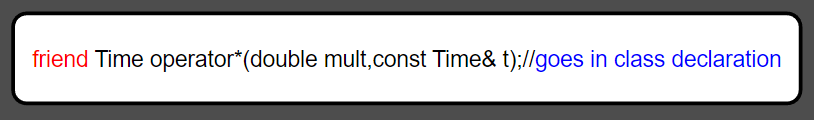 friend Time operator*(double mult,const Time& t);//goes in class declaration